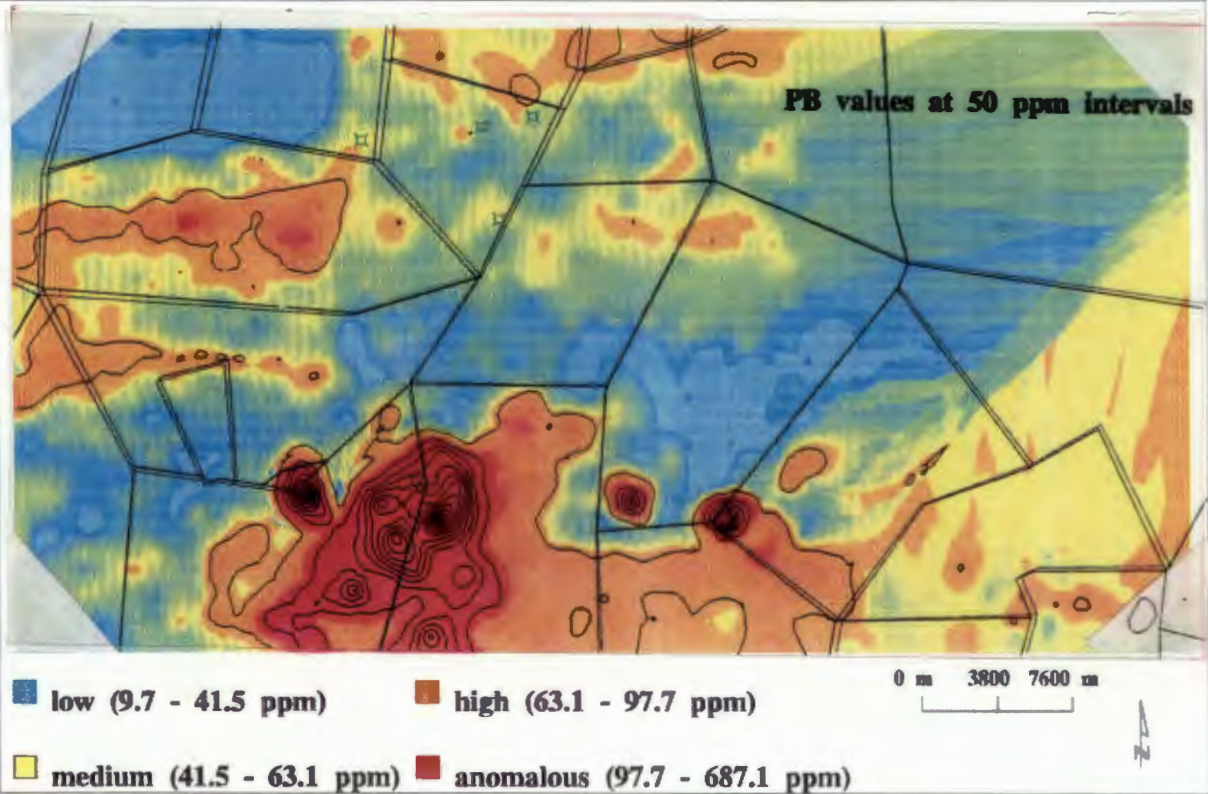 PB values at 50 ppm intervals
0 m 3800 7600 m
low (9.7 - 41.5 ppm)
high (63.1 - 97.7 ppm)
medium (41.5 - 63.1 ppm)
anomalous (97.7 - 687.1 ppm)
N